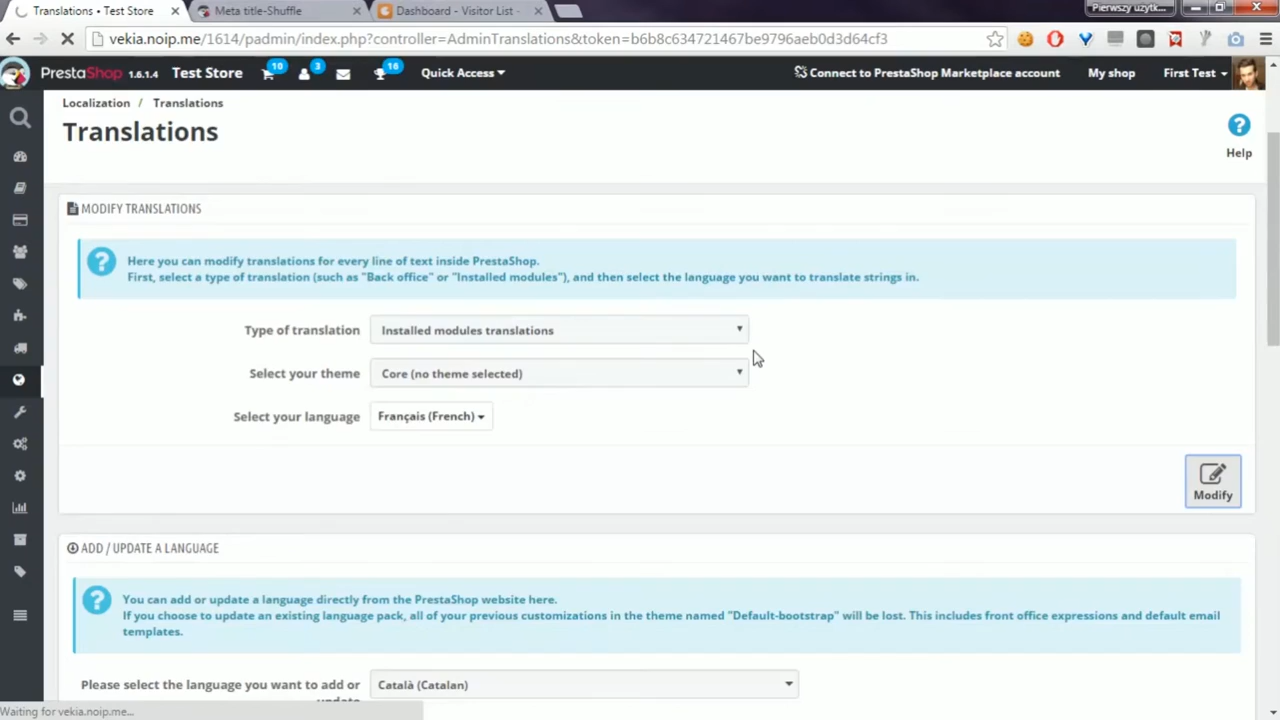 Translations • Test Store
Meta title-Shuffle
Dashboard - Visitor List -
Pierwszy użytk...
vekia.noip.me/1614/padmin/index.php?controller=AdminTranslations&token=b6b8c634721467be9796aeb0d3d64cf3
PrestaShop 1.6.1.4 Test Store 10 3 16 Quick Access Connect to PrestaShop Marketplace account My shop First Test
Localization / Translations
Translations
Help
MODIFY TRANSLATIONS
Here you can modify translations for every line of text inside PrestaShop.
First, select a type of translation (such as "Back office" or "Installed modules"), and then select the language you want to translate strings in.
Type of translation Installed modules translations
Select your theme Core (no theme selected)
Select your language Français (French)
Modify
ADD / UPDATE A LANGUAGE
You can add or update a language directly from the PrestaShop website here.
If you choose to update an existing language pack, all of your previous customizations in the theme named "Default-bootstrap" will be lost. This includes front office expressions and default email
templates.
Please select the language you want to add or Català (Catalan)
update
Waiting for vekia.noip.me...